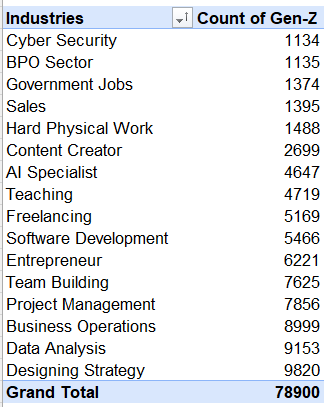 Industries Count of Gen-Z
Cyber Security 1134
BPO Sector 1135
Government Jobs 1374
Sales 1395
Hard Physical Work 1488
Content Creator 2699
AI Specialist 4647
Teaching 4719
Freelancing 5169
Software Development 5466
Entrepreneur 6221
Team Building 7625
Project Management 7856
Business Operations 8999
Data Analysis 9153
Designing Strategy 9820
Grand Total 78900